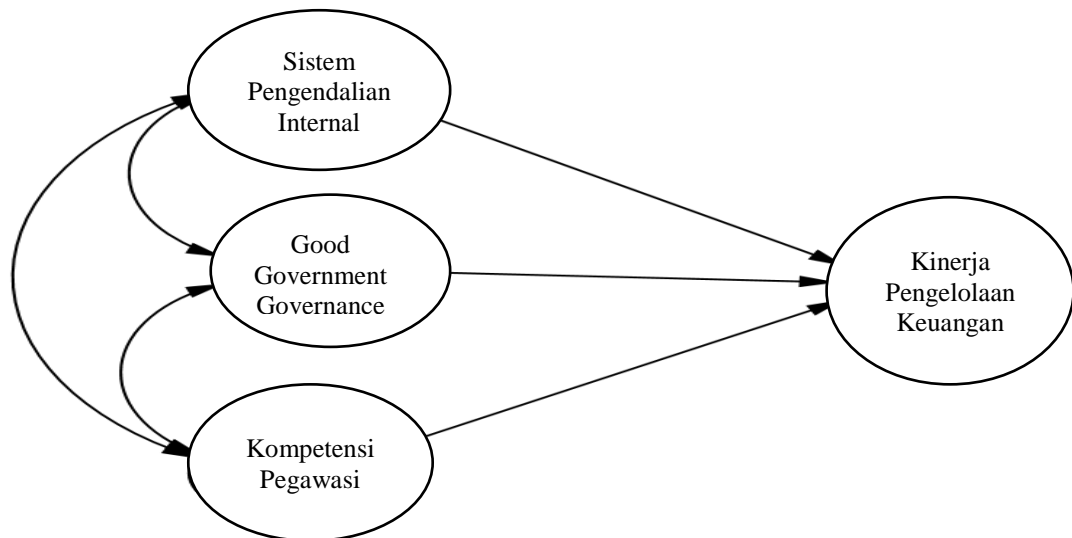 Sistem
Pengendalian
Internal
Good
Government
Governance
Kinerja
Pengelolaan
Keuangan
Kompetensi
Pegawasi